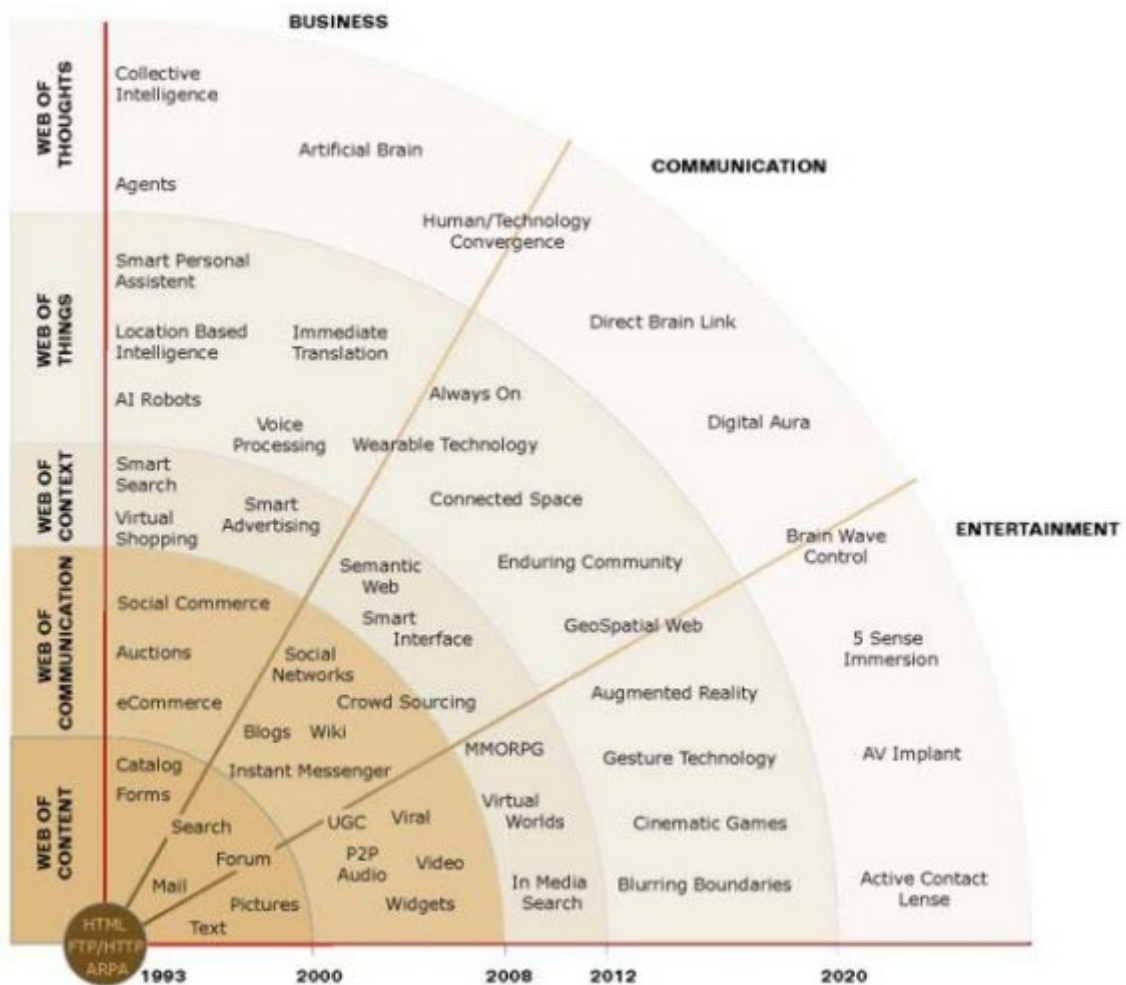 BUSINESS
COMMUNICATION
ENTERTAINMENT
WEB OF
THOUGHTS
Collective
Intelligence
Artificial Brain
Agents
Human/Technology
Convergence
Direct Brain Link
Digital Aura
Brain Wave
Control
5 Sense
Immersion
AV Implant
Active Contact
Lense
WEB OF
THINGS
Smart Personal
Assistent
Location Based
Intelligence
Immediate
Translation
AI Robots
Voice
Processing
Always On
Wearable Technology
Connected Space
Enduring Community
GeoSpatial Web
Augmented Reality
Gesture Technology
Cinematic Games
Blurring Boundaries
WEB OF
CONTEXT
Smart
Search
Virtual
Shopping
Smart
Advertising
Semantic
Web
Smart
Interface
MMORPG
Virtual
Worlds
In Media
Search
WEB OF
COMMUNICATION
Social Commerce
Auctions
eCommerce
Social
Networks
Crowd Sourcing
Blogs Wiki
Instant Messenger
UGC Viral
P2P
Audio
Video
Widgets
WEB OF
CONTENT
Catalog
Forms
Search
Forum
Mail
Pictures
Text
HTML
FTP/HTTP
ARPA
1993 2000 2008 2012 2020